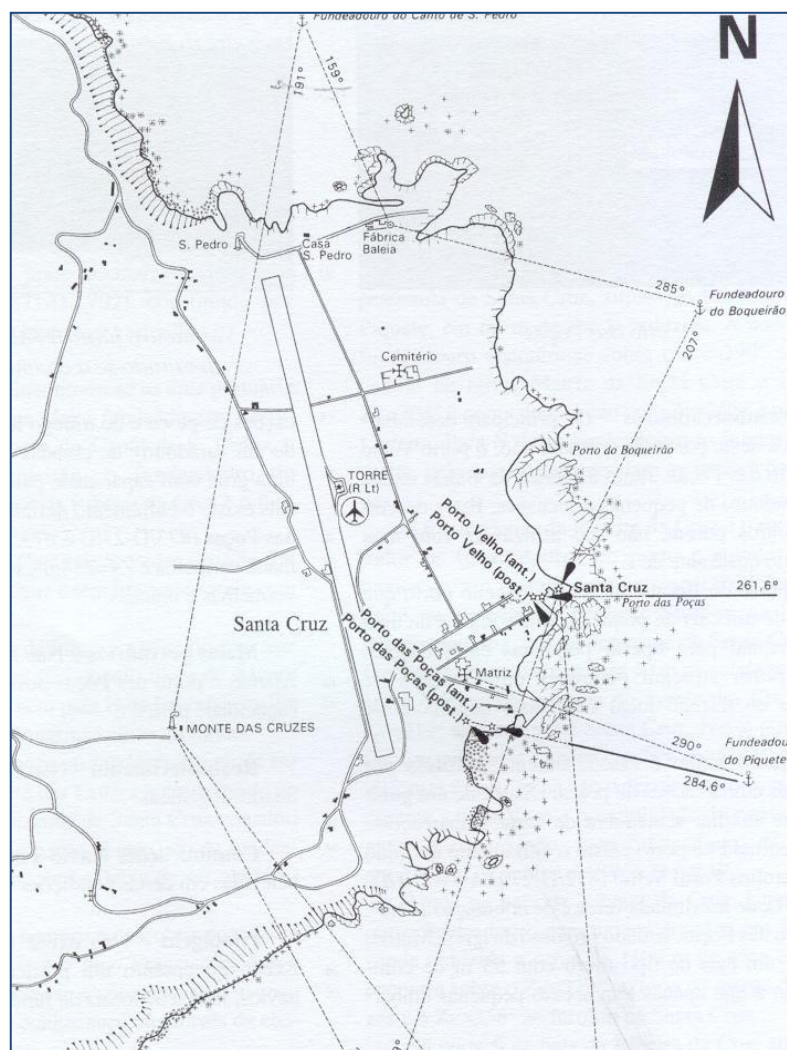 Fundeadouro do Canto de S. Pedro
N
159°
191°
S. Pedro
Casa
S. Pedro
Fábrica
Baleia
285°
Fundeadouro
do Boqueirão
207°
Cemitério
Porto do Boqueirão
TORRE
(R Lt)
Porto Velho (ant.)
Porto Velho (post.)
Santa Cruz
261,6°
Porto das Poças
Santa Cruz
Porto das Poças (ant.)
Porto das Poças (post.)
Matriz
MONTE DAS CRUZES
290°
284,6°
Fundeadou
do Piquete